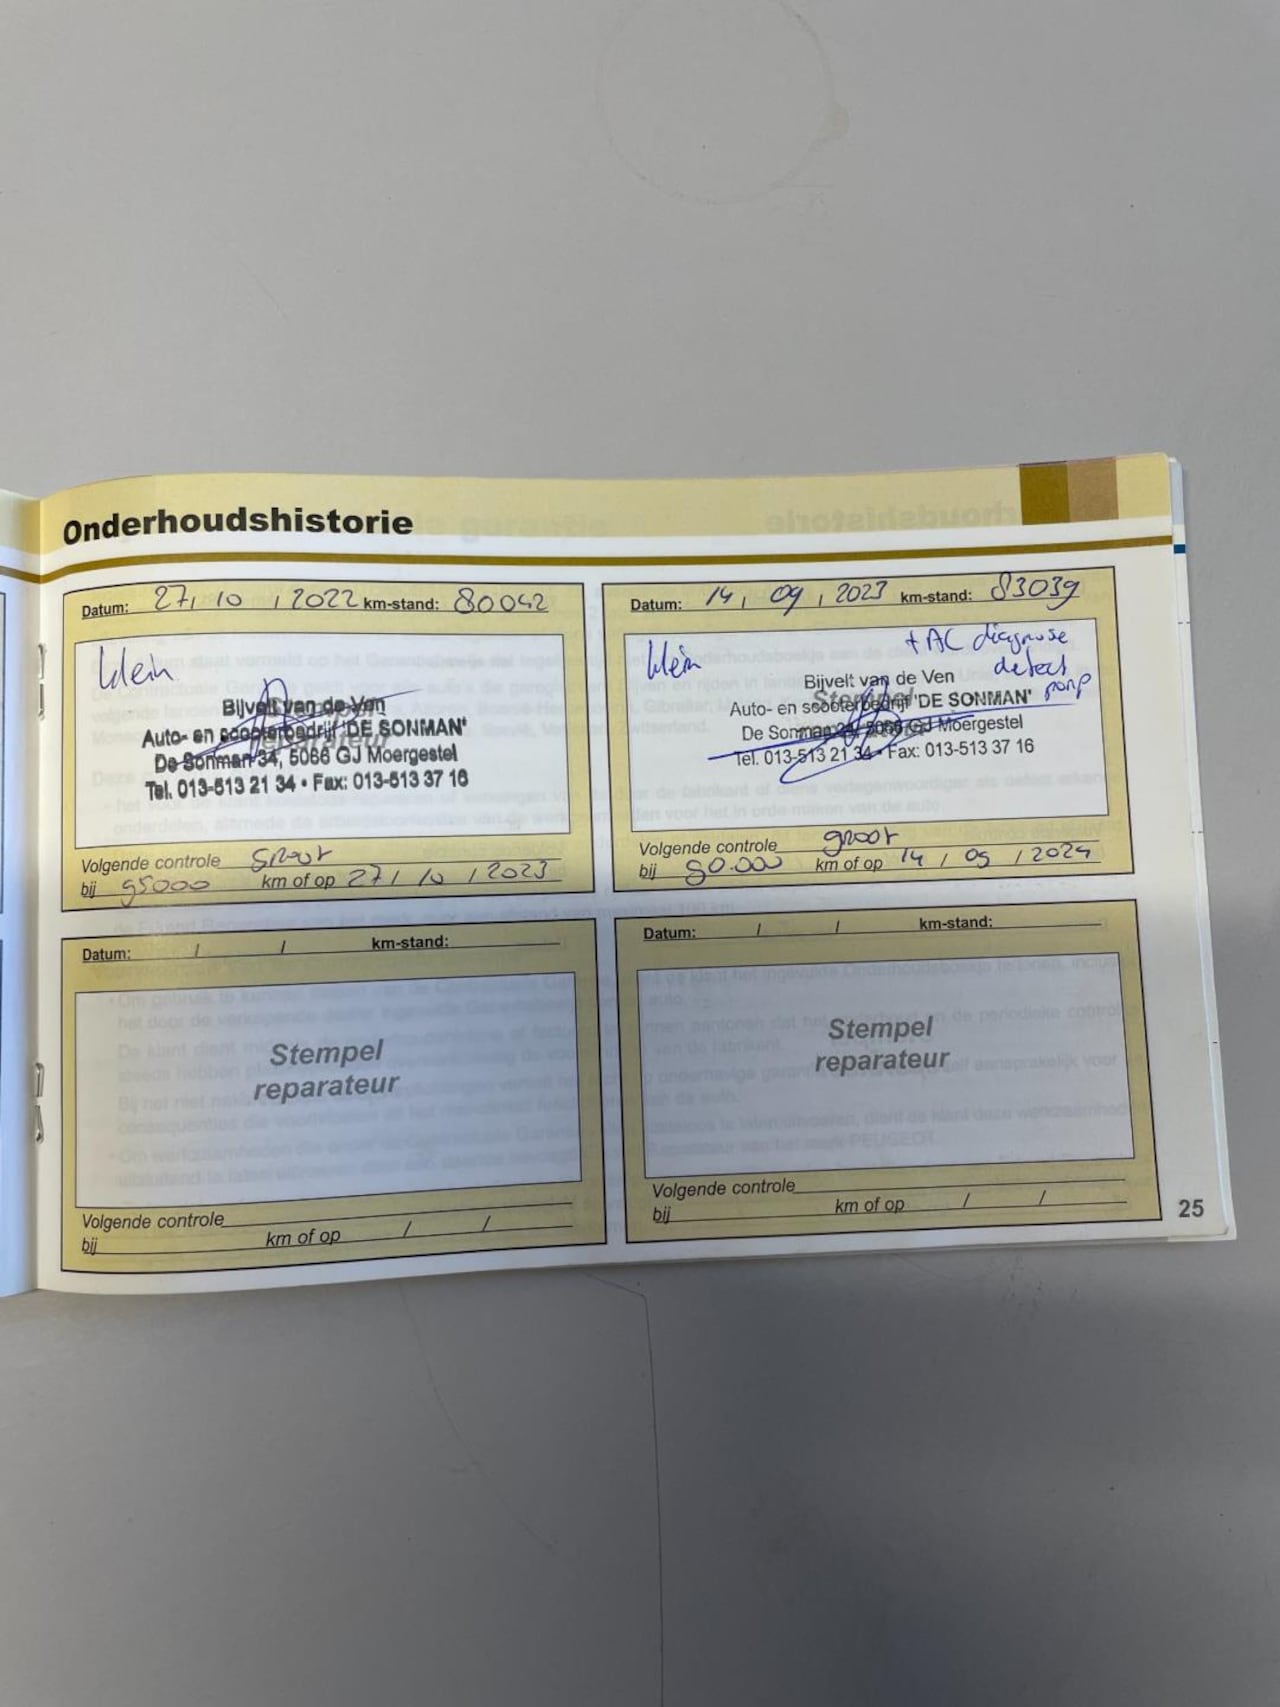 Onderhoudshistorie
Datum: 27 / 10 / 2022 km-stand: 80042
klein
Bijvelt van de Ven
Auto- en scooterbedrijf 'DE SONMAN'
De Sonman 34, 5066 GJ Moergestel
Tel. 013-513 21 34 • Fax: 013-513 37 16
Volgende controle groot
bij 95000 km of op 27 / 10 / 2023
Datum: 14 / 09 / 2023 km-stand: 83039
klein + AC diagnose
defect
pomp
Bijvelt van de Ven
Auto- en scooterbedrijf 'DE SONMAN'
De Sonman 34, 5066 GJ Moergestel
Tel. 013-513 21 34 • Fax: 013-513 37 16
Volgende controle groot
bij 90.000 km of op 14 / 09 / 2024
Datum: / / km-stand:
Stempel
reparateur
Volgende controle
bij km of op / /
Datum: / / km-stand:
Stempel
reparateur
Volgende controle
bij km of op / /
25